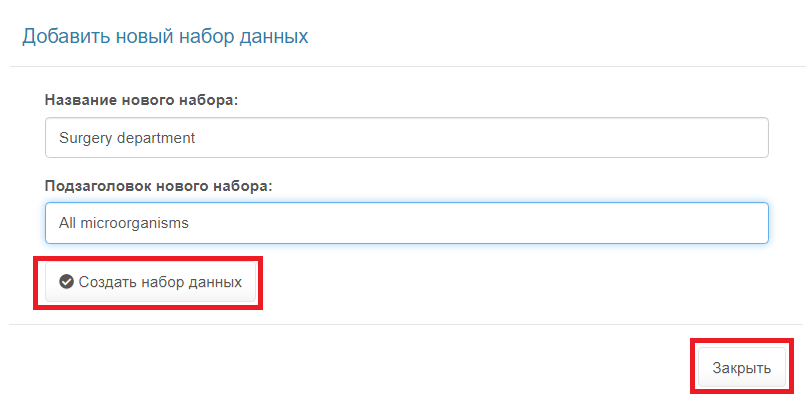 Добавить новый набор данных
Название нового набора:
Surgery department
Подзаголовок нового набора:
All microorganisms
Создать набор данных
Закрыть